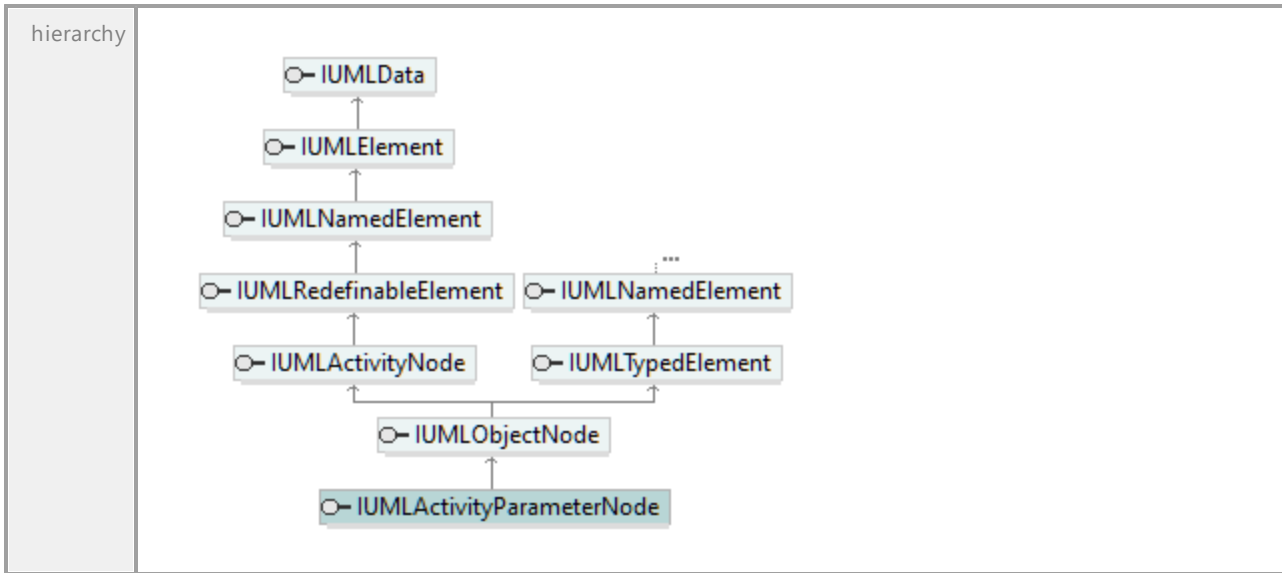 hierarchy
IUMLData
IUMLElement
IUMLNamedElement
...
IUMLRedefinableElement IUMLNamedElement
IUMLActivityNode IUMLTypedElement
IUMLObjectNode
IUMLActivityParameterNode